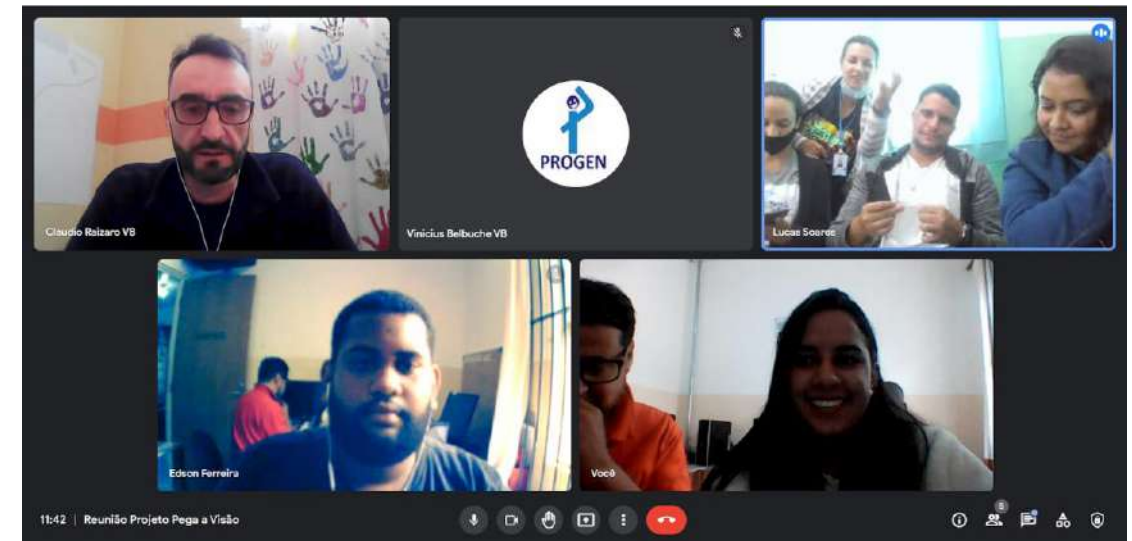 PROGEN
Claudio Raizaro VB
Vinicius Belbuche VB
Lucas Soares
Edson Ferreira
Você
11:42 | Reunião Projeto Pega a Visão